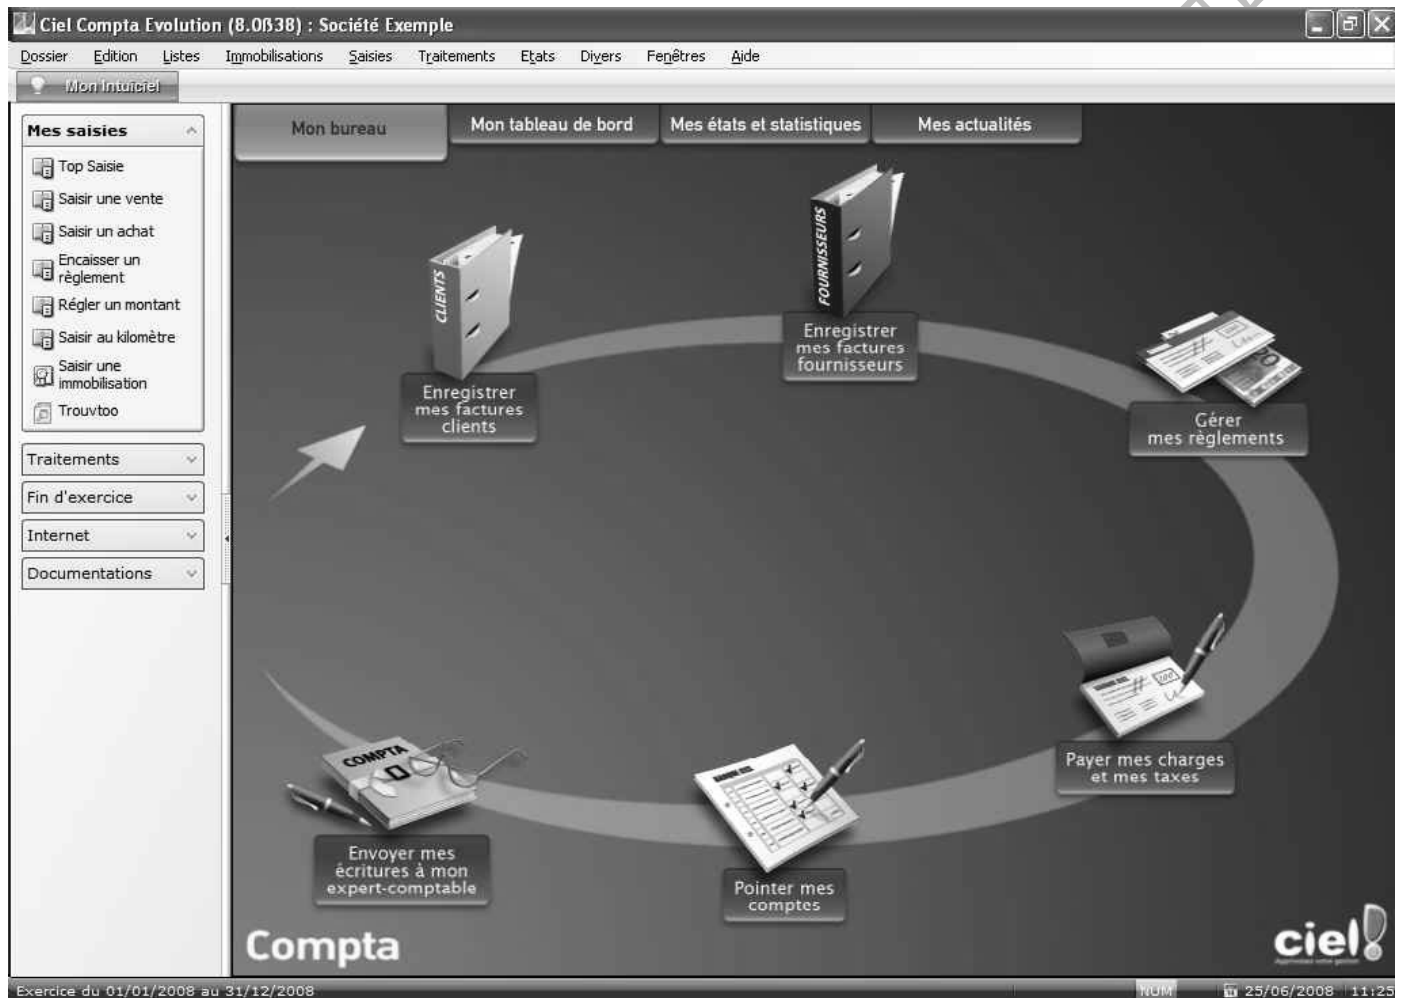 Ciel Compta Evolution (8.0ß38) : Société Exemple
Dossier Edition Listes Immobilisations Saisies Traitements Etats Divers Fenêtres Aide
Mon Intuiciel
Mes saisies
Top Saisie
Saisir une vente
Saisir un achat
Encaisser un
règlement
Régler un montant
Saisir au kilomètre
Saisir une
immobilisation
Trouvtoo
Traitements
Fin d'exercice
Internet
Documentations
Mon bureau Mon tableau de bord Mes états et statistiques Mes actualités
CLIENTS
Enregistrer
mes factures
clients
FOURNISSEURS
Enregistrer
mes factures
fournisseurs
Gérer
mes règlements
Payer mes charges
et mes taxes
Pointer mes
comptes
COMPTA
Envoyer mes
écritures à mon
expert-comptable
Compta
ciel!
Exercice du 01/01/2008 au 31/12/2008
NUM
25/06/2008 11:25